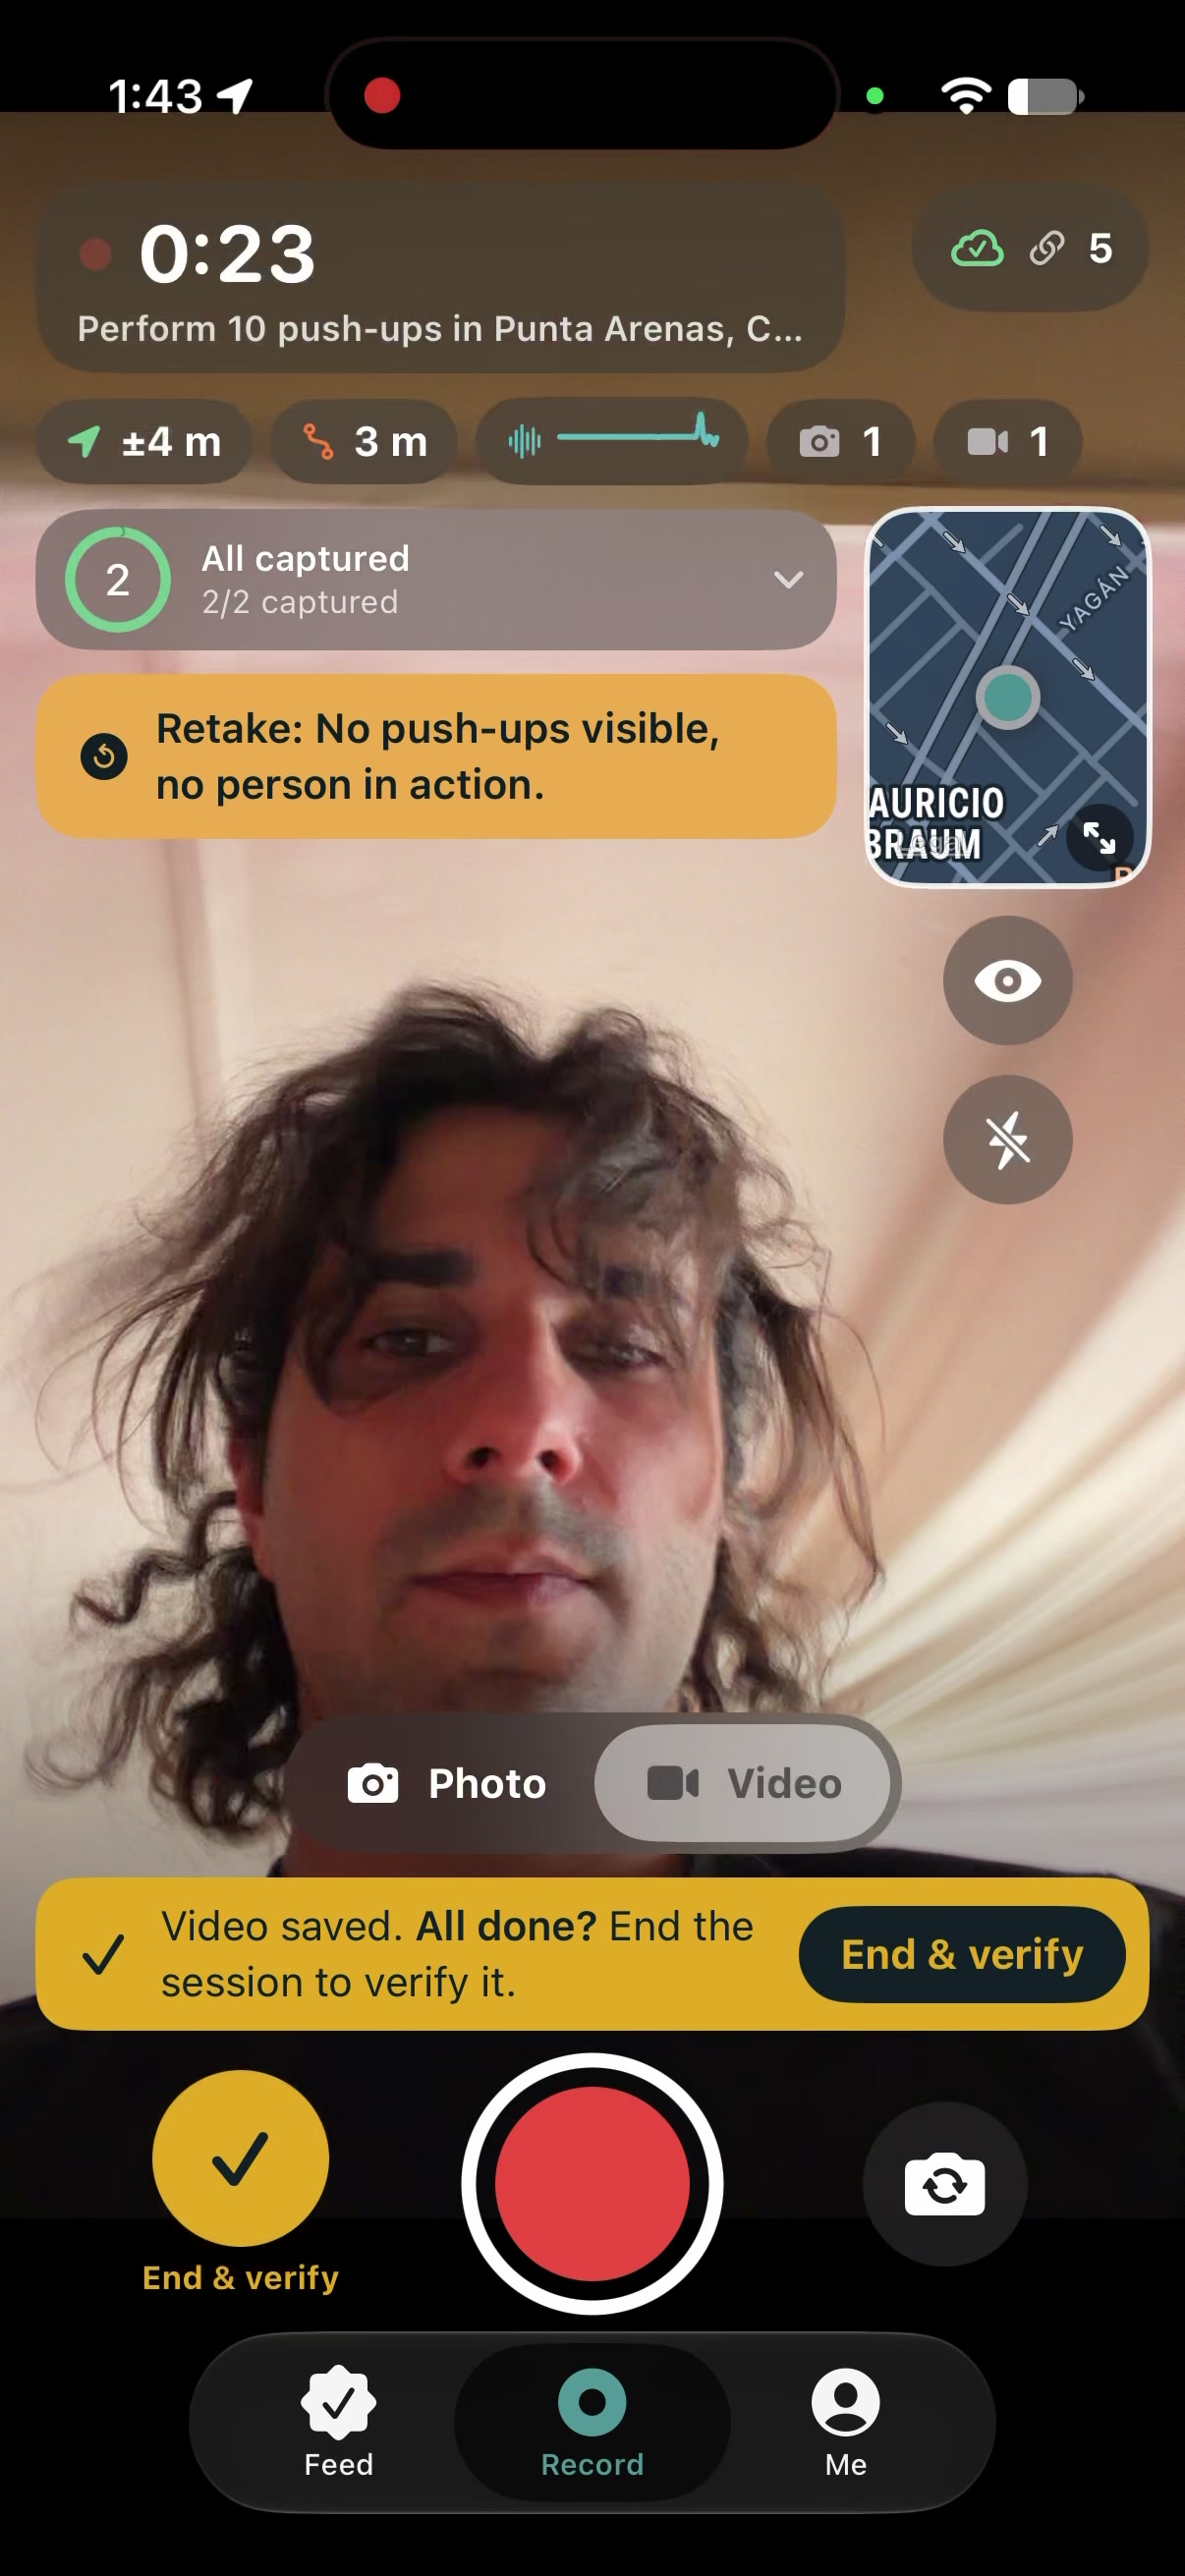 1:43
0:23
Perform 10 push-ups in Punta Arenas, C...
5
±4 m
3 m
1
1
2
All captured
2/2 captured
YAGÁN
AURICIO
BRAUM
Legal
Retake: No push-ups visible,
no person in action.
Photo
Video
Video saved. All done? End the
session to verify it.
End & verify
End & verify
Feed
Record
Me